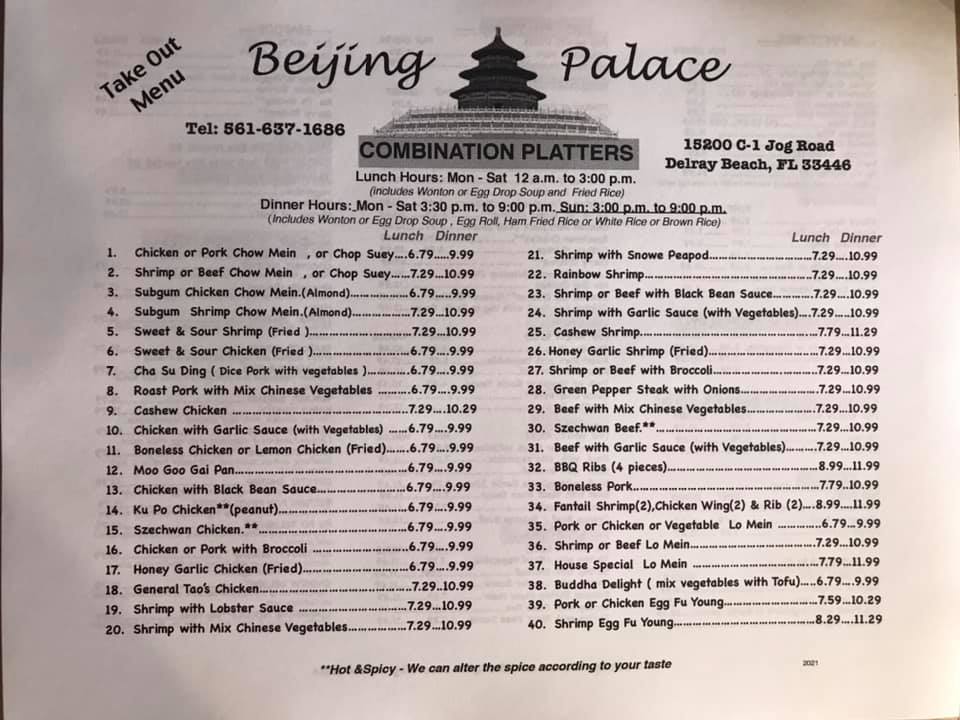 Take Out
Menu
Beijing Palace
Tel: 561-637-1686
15200 C-1 Jog Road
Delray Beach, FL 33446
COMBINATION PLATTERS
Lunch Hours: Mon - Sat 12 a.m. to 3:00 p.m.
(includes Wonton or Egg Drop Soup and Fried Rice)
Dinner Hours: Mon - Sat 3:30 p.m. to 9:00 p.m. Sun: 3:00 p.m. to 9:00 p.m.
(Includes Wonton or Egg Drop Soup , Egg Roll, Ham Fried Rice or White Rice or Brown Rice)
Lunch Dinner
1. Chicken or Pork Chow Mein , or Chop Suey....6.79.....9.99
2. Shrimp or Beef Chow Mein , or Chop Suey.....7.29...10.99
3. Subgum Chicken Chow Mein.(Almond)..................6.79.....9.99
4. Subgum Shrimp Chow Mein.(Almond)..................7.29...10.99
5. Sweet & Sour Shrimp (Fried )..............................7.29...10.99
6. Sweet & Sour Chicken (Fried )..............................6.79....9.99
7. Cha Su Ding ( Dice Pork with vegetables ).............6.79....9.99
8. Roast Pork with Mix Chinese Vegetables ..........6.79....9.99
9. Cashew Chicken .....................................................7.29...10.29
10. Chicken with Garlic Sauce (with Vegetables) .....6.79...9.99
11. Boneless Chicken or Lemon Chicken (Fried).......6.79...9.99
12. Moo Goo Gai Pan....................................................6.79...9.99
13. Chicken with Black Bean Sauce...........................6.79...9.99
14. Ku Po Chicken**(peanut).......................................6.79...9.99
15. Szechwan Chicken.**..............................................6.79...9.99
16. Chicken or Pork with Broccoli ............................6.79...9.99
17. Honey Garlic Chicken (Fried)................................6.79...9.99
18. General Tao's Chicken............................................7.29..10.99
19. Shrimp with Lobster Sauce .................................7.29...10.99
20. Shrimp with Mix Chinese Vegetables.................7.29...10.99
Lunch Dinner
21. Shrimp with Snowe Peapod..............................7.29....10.99
22. Rainbow Shrimp..................................................7.29....10.99
23. Shrimp or Beef with Black Bean Sauce............7.29....10.99
24. Shrimp with Garlic Sauce (with Vegetables)....7.29....10.99
25. Cashew Shrimp.....................................................7.79...11.29
26. Honey Garlic Shrimp (Fried)................................7.29...10.99
27. Shrimp or Beef with Broccoli..............................7.29...10.99
28. Green Pepper Steak with Onions.......................7.29...10.99
29. Beef with Mix Chinese Vegetables....................7.29...10.99
30. Szechwan Beef.**................................................7.29...10.99
31. Beef with Garlic Sauce (with Vegetables).........7.29...10.99
32. BBQ Ribs (4 pieces)............................................8.99...11.99
33. Boneless Pork.......................................................7.79..10.99
34. Fantail Shrimp(2),Chicken Wing(2) & Rib (2)....8.99....11.99
35. Pork or Chicken or Vegetable Lo Mein ............6.79...9.99
36. Shrimp or Beef Lo Mein......................................7.29...10.99
37. House Special Lo Mein .....................................7.79...11.99
38. Buddha Delight ( mix vegetables with Tofu).....6.79....9.99
39. Pork or Chicken Egg Fu Young...........................7.59...10.29
40. Shrimp Egg Fu Young..........................................8.29....11.29
**Hot &Spicy - We can alter the spice according to your taste
2021